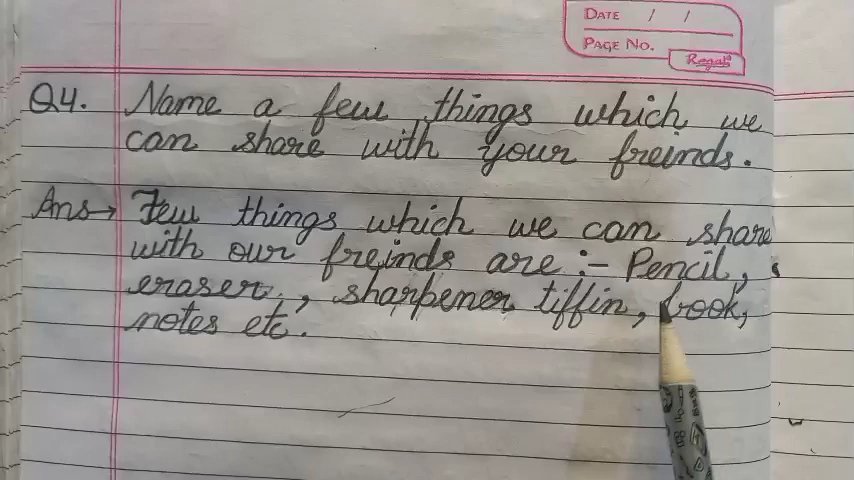 DATE / /
PAGE NO.
Regal
Q4. Name a few things which we
can share with your freinds.
Ans→ Few things which we can share
with our freinds are :- Pencil,
eraser, , sharpener tiffin, book,
notes etc.